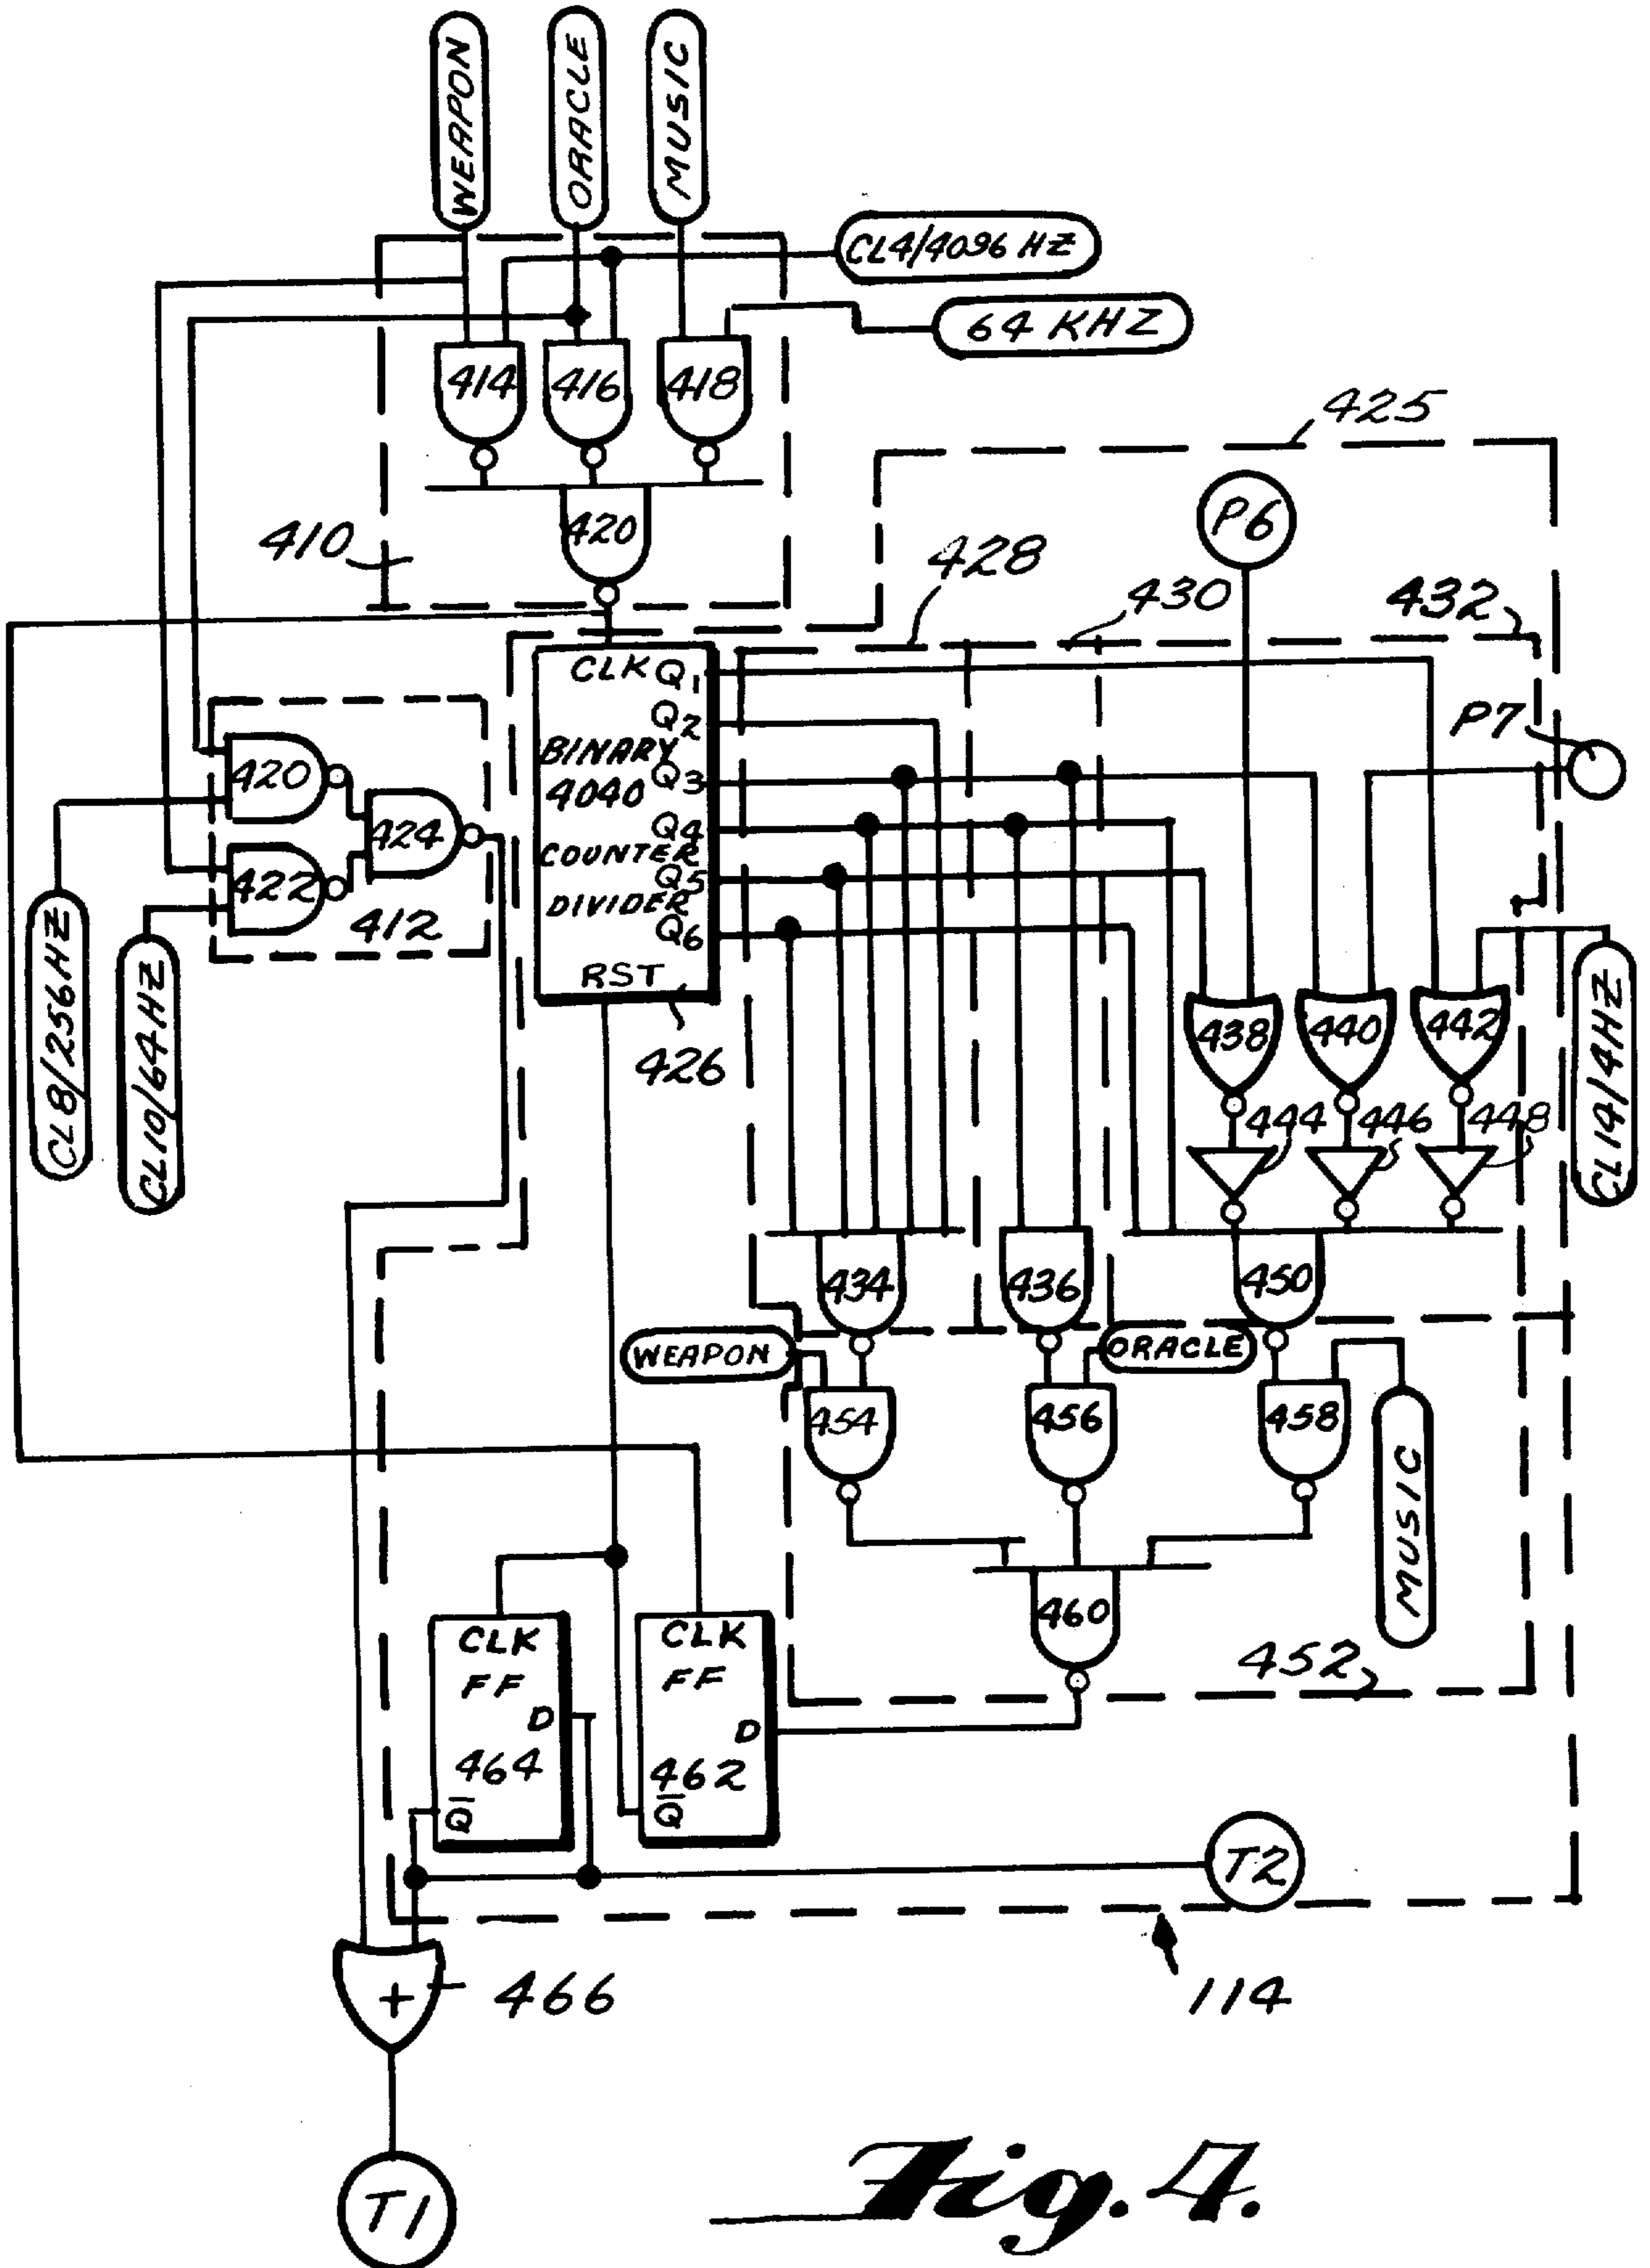 WEAPON
ORACLE
MUSIC
CL4/4096 HZ
64 KHZ
414
416
418
425
420
410
P6
428
430
432
CLK Q1
Q2
BINARY
Q3
4040
Q4
COUNTER
Q5
DIVIDER
Q6
RST
426
P7
420
424
422
412
CL8/256HZ
CL10/64HZ
438
440
442
444
446
448
CL14/4HZ
434
436
450
WEAPON
ORACLE
454
456
458
MUSIC
460
452
CLK
FF
D
464
Q̅
CLK
FF
D
462
Q̅
T2
+
466
114
T1
Fig. 4.